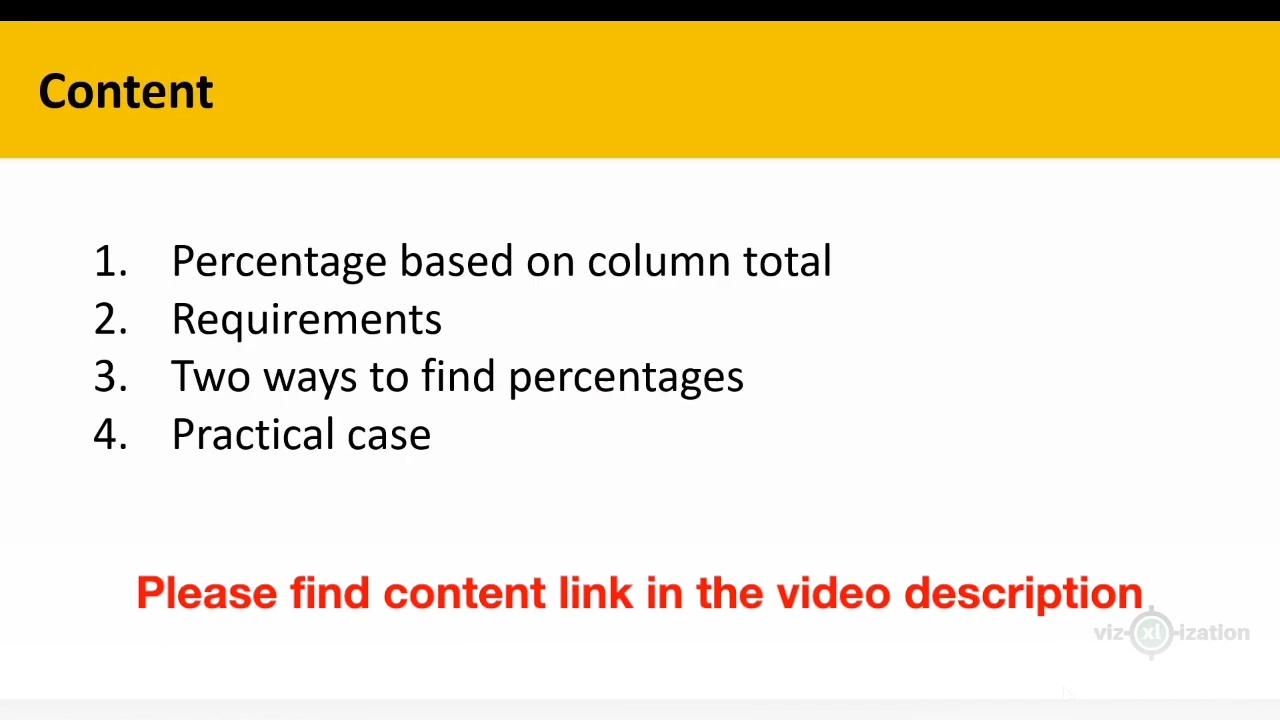 Content
1. Percentage based on column total
2. Requirements
3. Two ways to find percentages
4. Practical case
Please find content link in the video description
viz-xl-ization